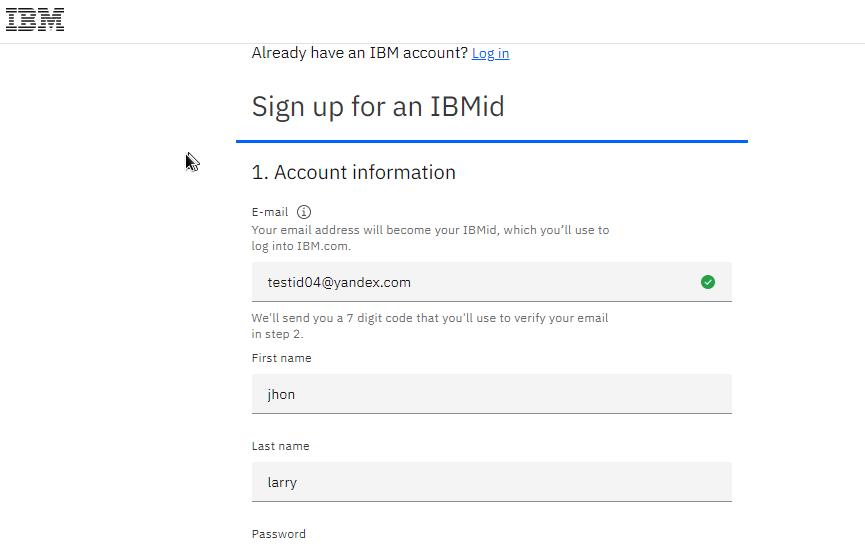 IBM
Already have an IBM account? Log in
Sign up for an IBMid
1. Account information
E-mail
Your email address will become your IBMid, which you’ll use to
log into IBM.com.
testid04@yandex.com
We'll send you a 7 digit code that you'll use to verify your email
in step 2.
First name
jhon
Last name
larry
Password